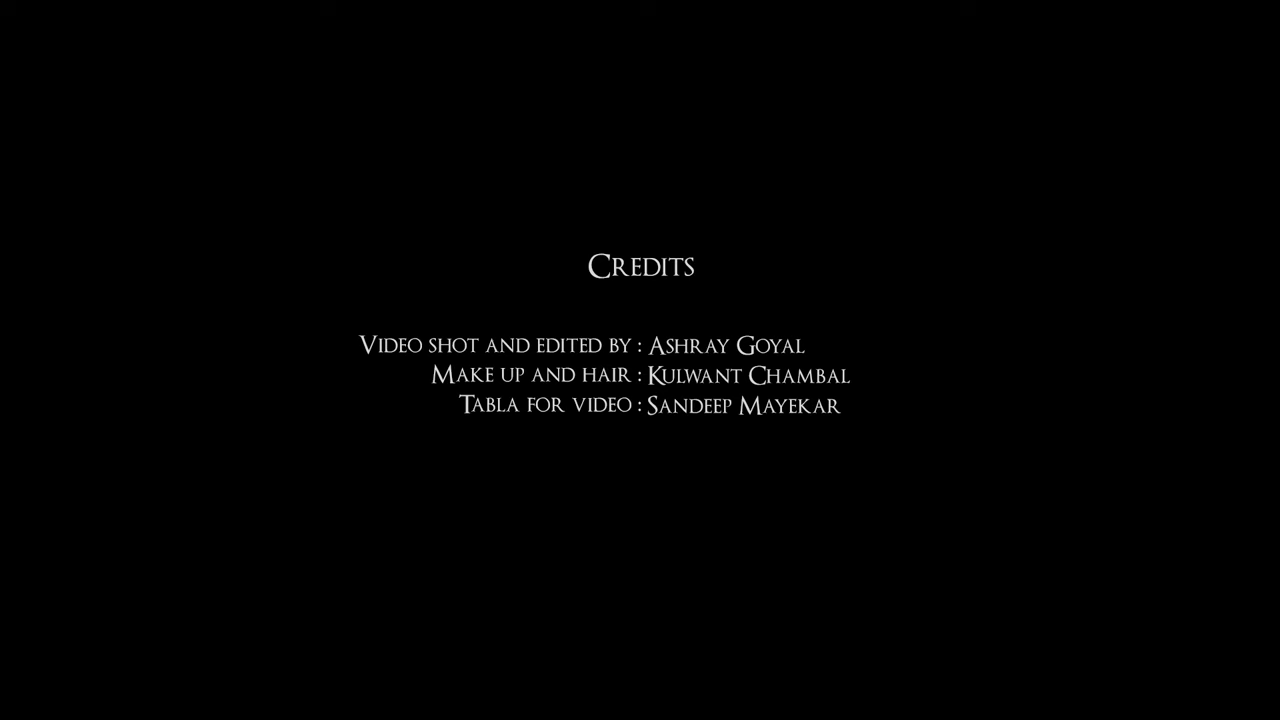 Credits
Video shot and edited by : Ashray Goyal
Make up and hair : Kulwant Chambal
Tabla for video : Sandeep Mayekar